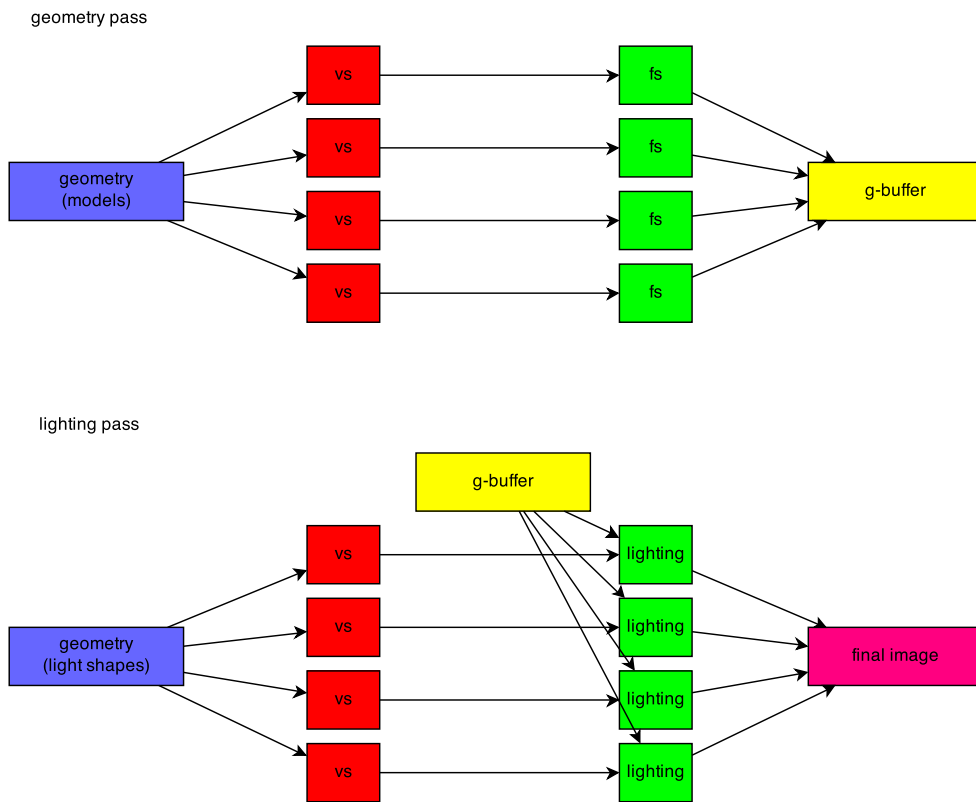 geometry pass
vs
fs
vs
fs
geometry
(models)
g-buffer
vs
fs
vs
fs
lighting pass
g-buffer
vs
lighting
vs
lighting
geometry
(light shapes)
final image
vs
lighting
vs
lighting